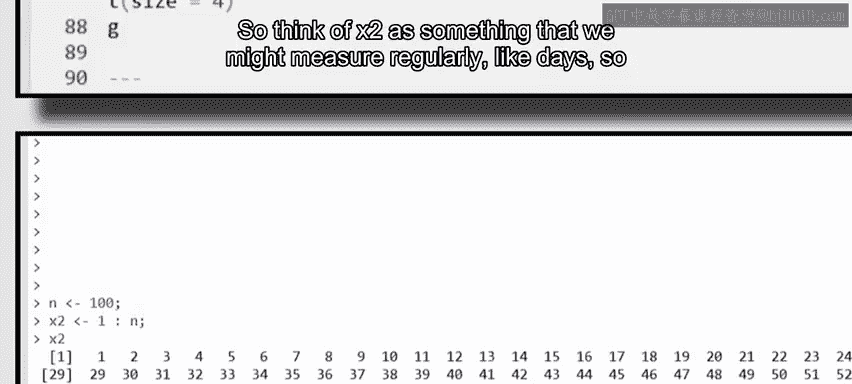 t(size = 4)
88 g
So think of x2 as something that we
might measure regularly, like days, so
89
90 ---
>
>
>
>
>
>
>
>
>
> n <- 100;
> x2 <- 1 : n;
> x2
[1] 1 2 3 4 5 6 7 8 9 10 11 12 13 14 15 16 17 18 19 20 21 22 23 24
[29] 29 30 31 32 33 34 35 36 37 38 39 40 41 42 43 44 45 46 47 48 49 50 51 52